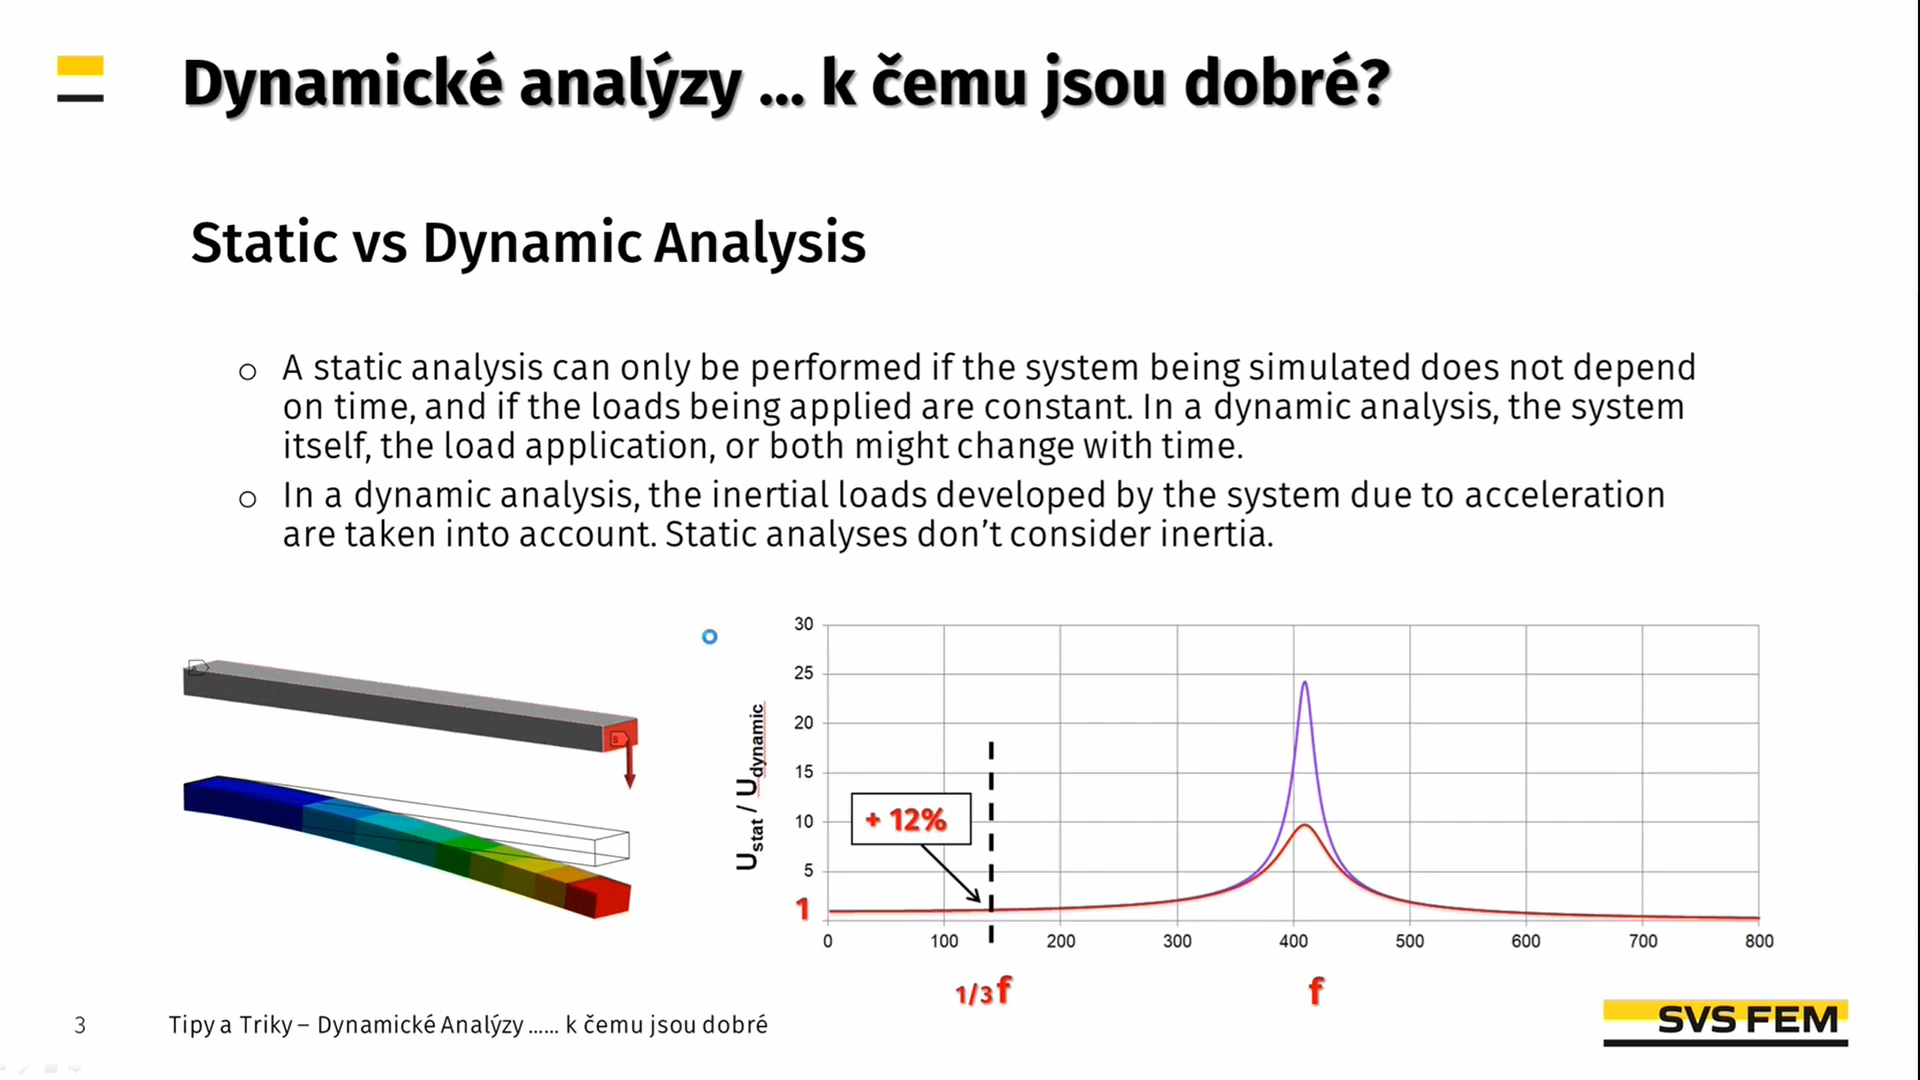 Dynamické analýzy ... k čemu jsou dobré?
Static vs Dynamic Analysis
o A static analysis can only be performed if the system being simulated does not depend
on time, and if the loads being applied are constant. In a dynamic analysis, the system
itself, the load application, or both might change with time.
o In a dynamic analysis, the inertial loads developed by the system due to acceleration
are taken into account. Static analyses don’t consider inertia.
B
Ustat / Udynamic
30
25
20
15
10
5
1
+ 12%
0 100 200 300 400 500 600 700 800
1/3f
f
3
Tipy a Triky – Dynamické Analýzy ...... k čemu jsou dobré
SVS FEM